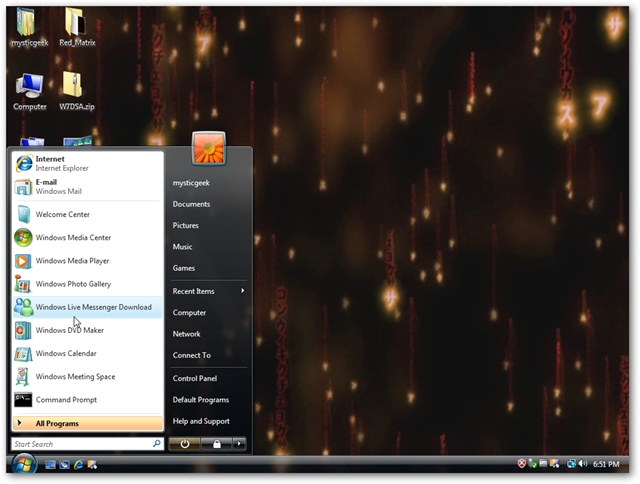 mysticgeek
Red_Matrix
Computer
W7DSA.zip
Internet
Internet Explorer
E-mail
Windows Mail
Welcome Center
Windows Media Center
Windows Media Player
Windows Photo Gallery
Windows Live Messenger Download
Windows DVD Maker
Windows Calendar
Windows Meeting Space
Command Prompt
All Programs
Start Search
mysticgeek
Documents
Pictures
Music
Games
Recent Items
Computer
Network
Connect To
Control Panel
Default Programs
Help and Support
6:51 PM